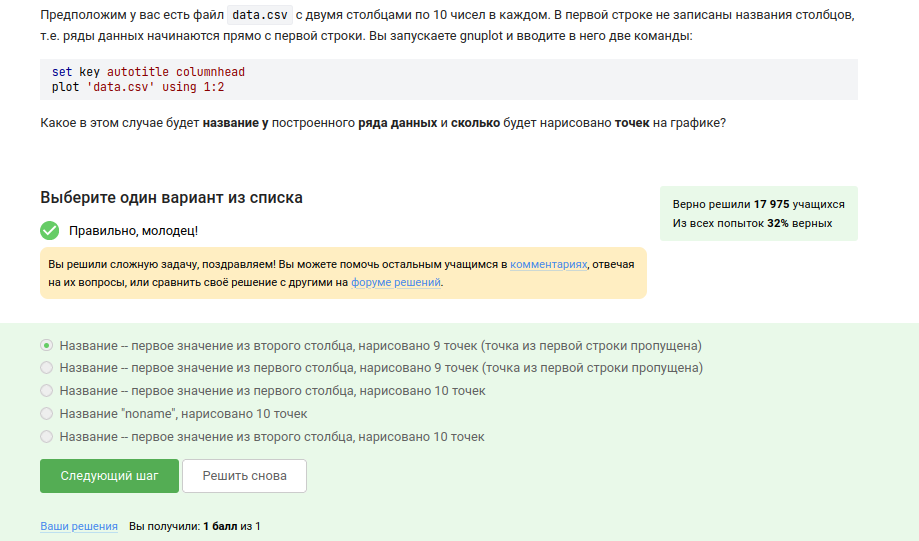 Предположим у вас есть файл data.csv с двумя столбцами по 10 чисел в каждом. В первой строке не записаны названия столбцов,
т.е. ряды данных начинаются прямо с первой строки. Вы запускаете gnuplot и вводите в него две команды:
set key autotitle columnhead
plot 'data.csv' using 1:2
Какое в этом случае будет название у построенного ряда данных и сколько будет нарисовано точек на графике?
Выберите один вариант из списка
Верно решили 17 975 учащихся
Из всех попыток 32% верных
Правильно, молодец!
Вы решили сложную задачу, поздравляем! Вы можете помочь остальным учащимся в комментариях, отвечая
на их вопросы, или сравнить своё решение с другими на форуме решений.
Название -- первое значение из второго столбца, нарисовано 9 точек (точка из первой строки пропущена)
Название -- первое значение из первого столбца, нарисовано 9 точек (точка из первой строки пропущена)
Название -- первое значение из первого столбца, нарисовано 10 точек
Название "noname", нарисовано 10 точек
Название -- первое значение из второго столбца, нарисовано 10 точек
Следующий шаг
Решить снова
Ваши решения Вы получили: 1 балл из 1